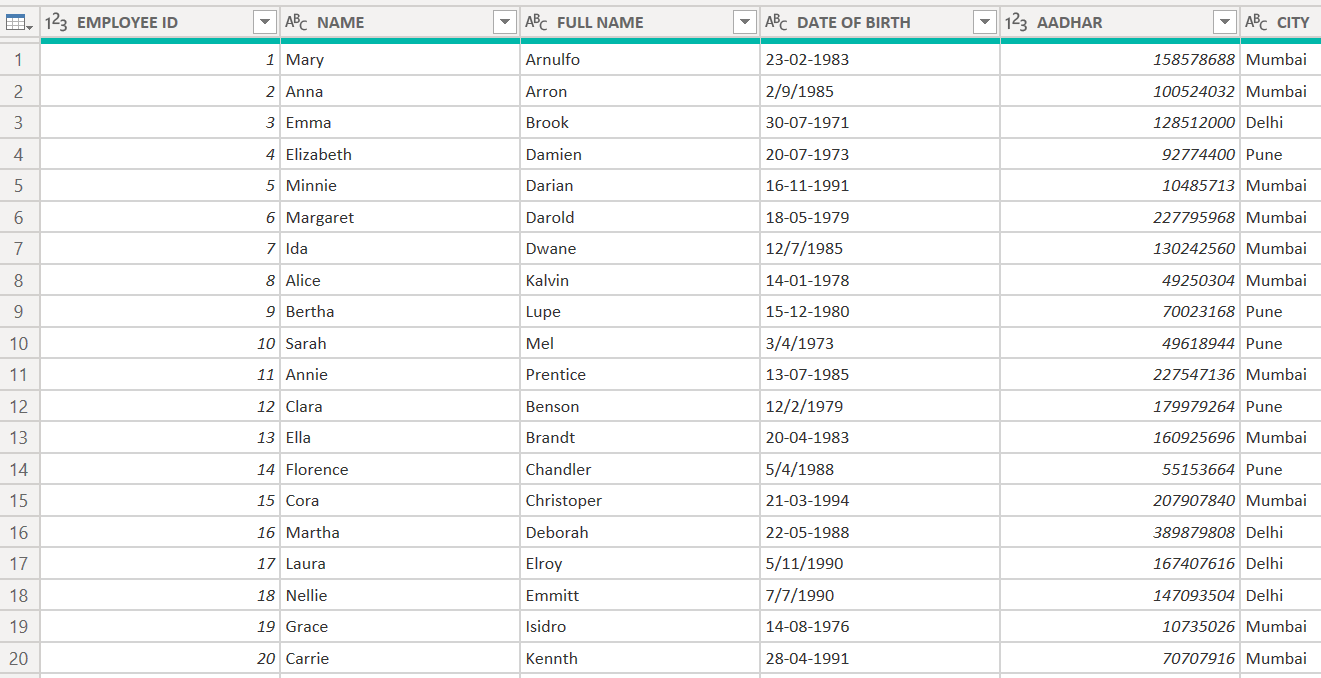 1²3 EMPLOYEE ID AᴮC NAME AᴮC FULL NAME AᴮC DATE OF BIRTH 1²3 AADHAR AᴮC CITY
1 1 Mary Arnulfo 23-02-1983 158578688 Mumbai
2 2 Anna Arron 2/9/1985 100524032 Mumbai
3 3 Emma Brook 30-07-1971 128512000 Delhi
4 4 Elizabeth Damien 20-07-1973 92774400 Pune
5 5 Minnie Darian 16-11-1991 10485713 Mumbai
6 6 Margaret Darold 18-05-1979 227795968 Mumbai
7 7 Ida Dwane 12/7/1985 130242560 Mumbai
8 8 Alice Kalvin 14-01-1978 49250304 Mumbai
9 9 Bertha Lupe 15-12-1980 70023168 Pune
10 10 Sarah Mel 3/4/1973 49618944 Pune
11 11 Annie Prentice 13-07-1985 227547136 Mumbai
12 12 Clara Benson 12/2/1979 179979264 Pune
13 13 Ella Brandt 20-04-1983 160925696 Mumbai
14 14 Florence Chandler 5/4/1988 55153664 Pune
15 15 Cora Christoper 21-03-1994 207907840 Mumbai
16 16 Martha Deborah 22-05-1988 389879808 Delhi
17 17 Laura Elroy 5/11/1990 167407616 Delhi
18 18 Nellie Emmitt 7/7/1990 147093504 Delhi
19 19 Grace Isidro 14-08-1976 10735026 Mumbai
20 20 Carrie Kennth 28-04-1991 70707916 Mumbai